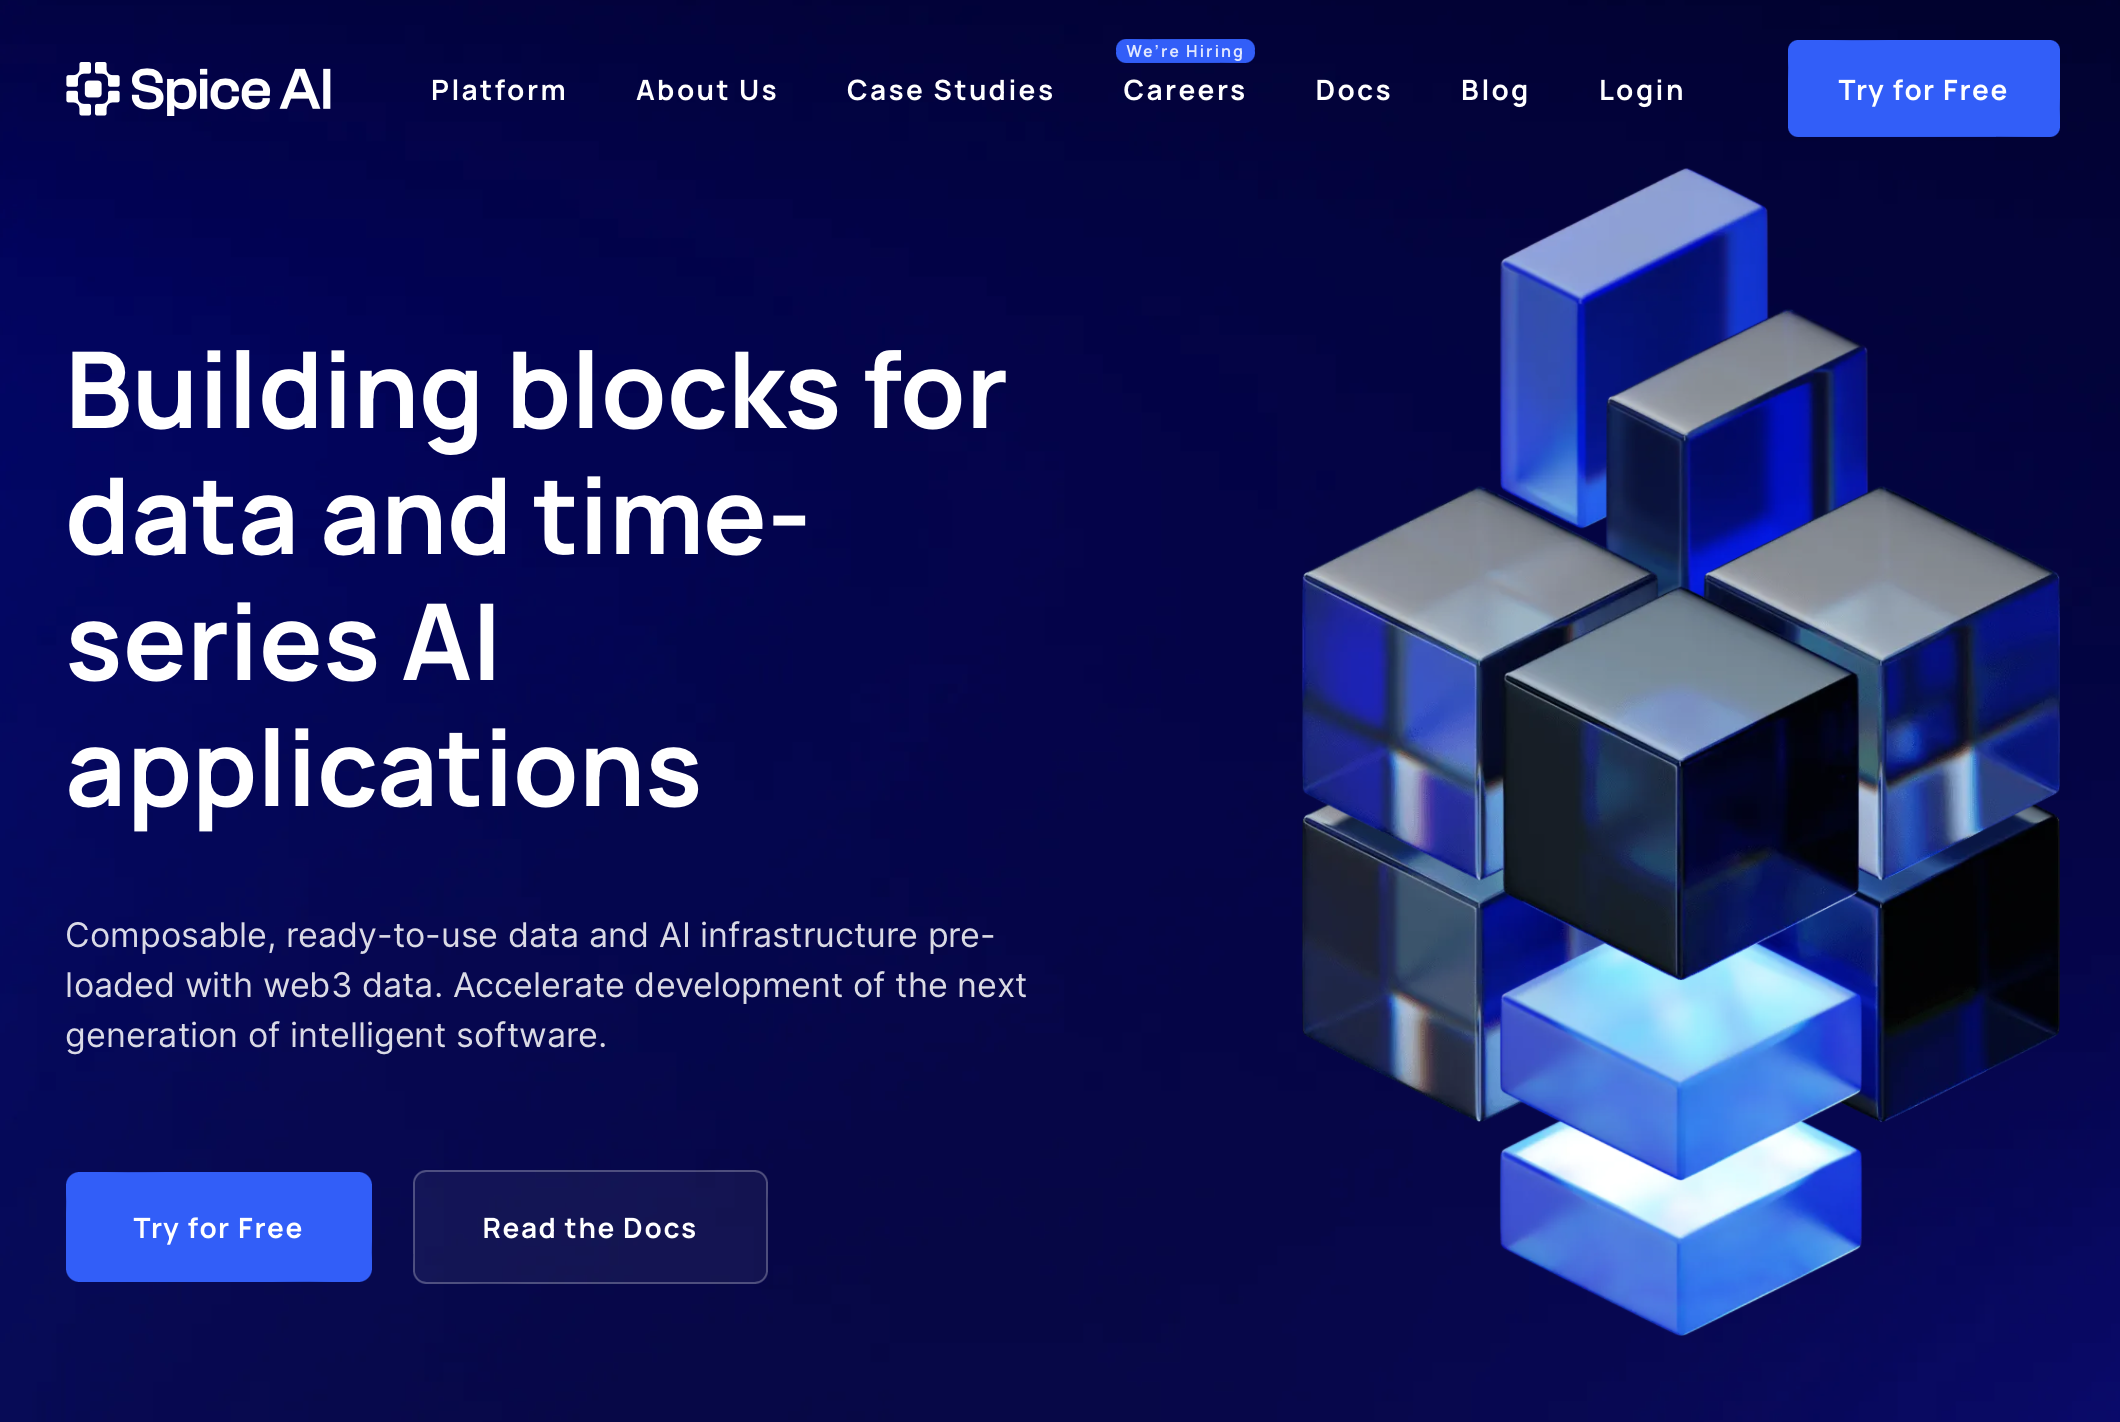 Spice AI
Platform
About Us
Case Studies
We're Hiring
Careers
Docs
Blog
Login
Try for Free
Building blocks for
data and time-
series AI
applications
Composable, ready-to-use data and AI infrastructure pre-
loaded with web3 data. Accelerate development of the next
generation of intelligent software.
Try for Free
Read the Docs